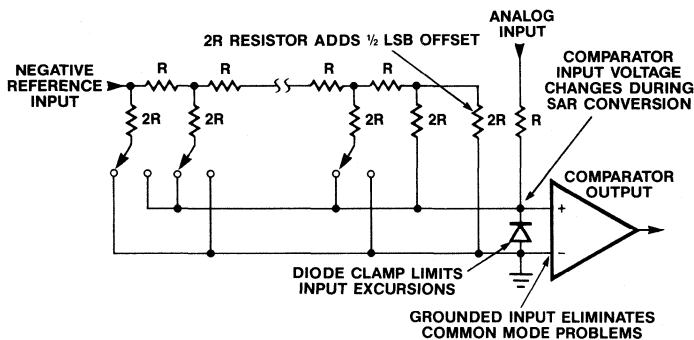 ANALOG
INPUT
2R RESISTOR ADDS ½ LSB OFFSET
COMPARATOR
INPUT VOLTAGE
CHANGES DURING
SAR CONVERSION
NEGATIVE
REFERENCE
INPUT
R
R
R
R
2R
2R
2R
2R
2R
R
COMPARATOR
OUTPUT
+
−
DIODE CLAMP LIMITS
INPUT EXCURSIONS
GROUNDED INPUT ELIMINATES
COMMON MODE PROBLEMS